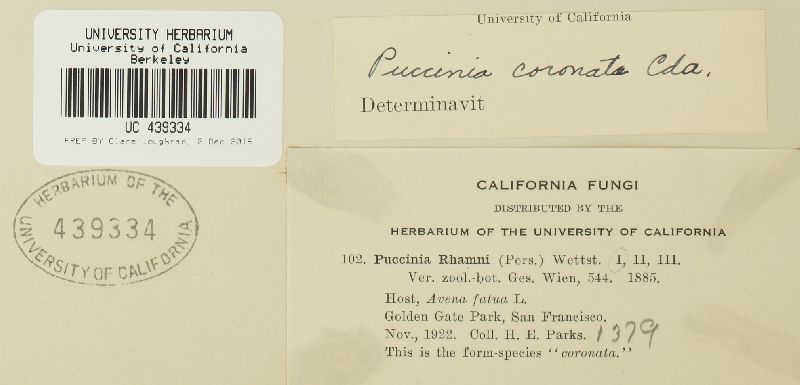 UNIVERSITY HERBARIUM
University of California
Berkeley
UC 439334
PREP BY Clare Loughran, 2 Dec 2016
HERBARIUM OF THE
439334
UNIVERSITY OF CALIFORNIA
University of California
Puccinia coronata Cda.
Determinavit
CALIFORNIA FUNGI
DISTRIBUTED BY THE
HERBARIUM OF THE UNIVERSITY OF CALIFORNIA
102. Puccinia Rhamni (Pers.) Wettst. I, II, III.
Ver. zool.-bot. Ges. Wien, 544. 1885.
Host, Avena fatua L.
Golden Gate Park, San Francisco.
Nov., 1922. Coll. H. E. Parks. 1379
This is the form-species "coronata."